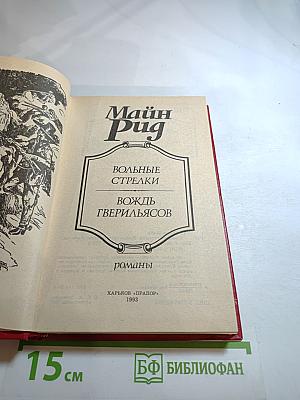 Майн
Рид
ВОЛЬНЫЕ
СТРЕЛКИ
ВОЖДЬ
ГВЕРИЛЬЯСОВ
романы
ХАРЬКОВ «ПРАПОР»
1993
15 см
БФ БИБЛИОФАН